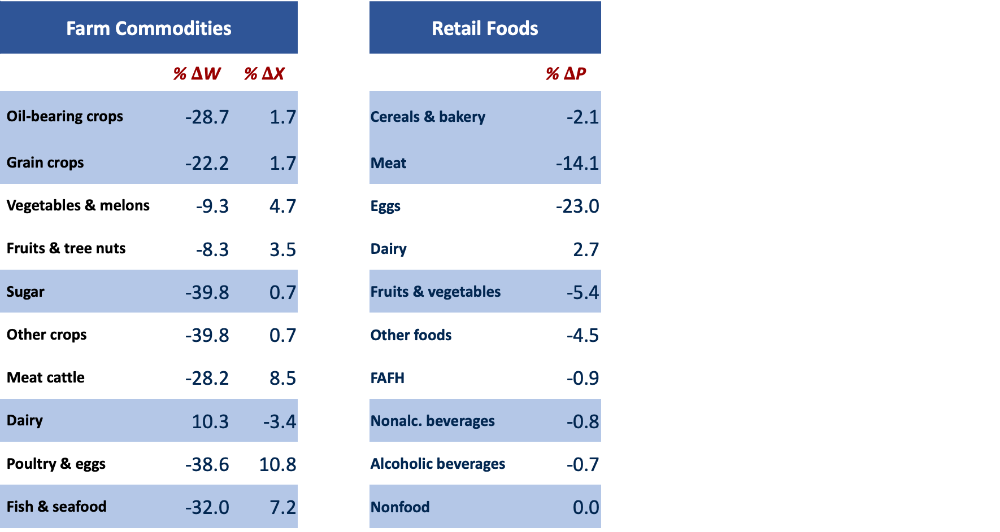 Farm Commodities
% ΔW % ΔX
Oil-bearing crops -28.7 1.7
Grain crops -22.2 1.7
Vegetables & melons -9.3 4.7
Fruits & tree nuts -8.3 3.5
Sugar -39.8 0.7
Other crops -39.8 0.7
Meat cattle -28.2 8.5
Dairy 10.3 -3.4
Poultry & eggs -38.6 10.8
Fish & seafood -32.0 7.2
Retail Foods
% ΔP
Cereals & bakery -2.1
Meat -14.1
Eggs -23.0
Dairy 2.7
Fruits & vegetables -5.4
Other foods -4.5
FAFH -0.9
Nonalc. beverages -0.8
Alcoholic beverages -0.7
Nonfood 0.0